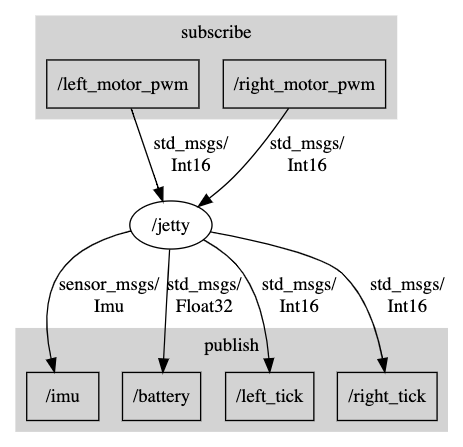 subscribe
/left_motor_pwm
/right_motor_pwm
std_msgs/
Int16
std_msgs/
Int16
/jetty
sensor_msgs/
Imu
std_msgs/
Float32
std_msgs/
Int16
std_msgs/
Int16
publish
/imu
/battery
/left_tick
/right_tick